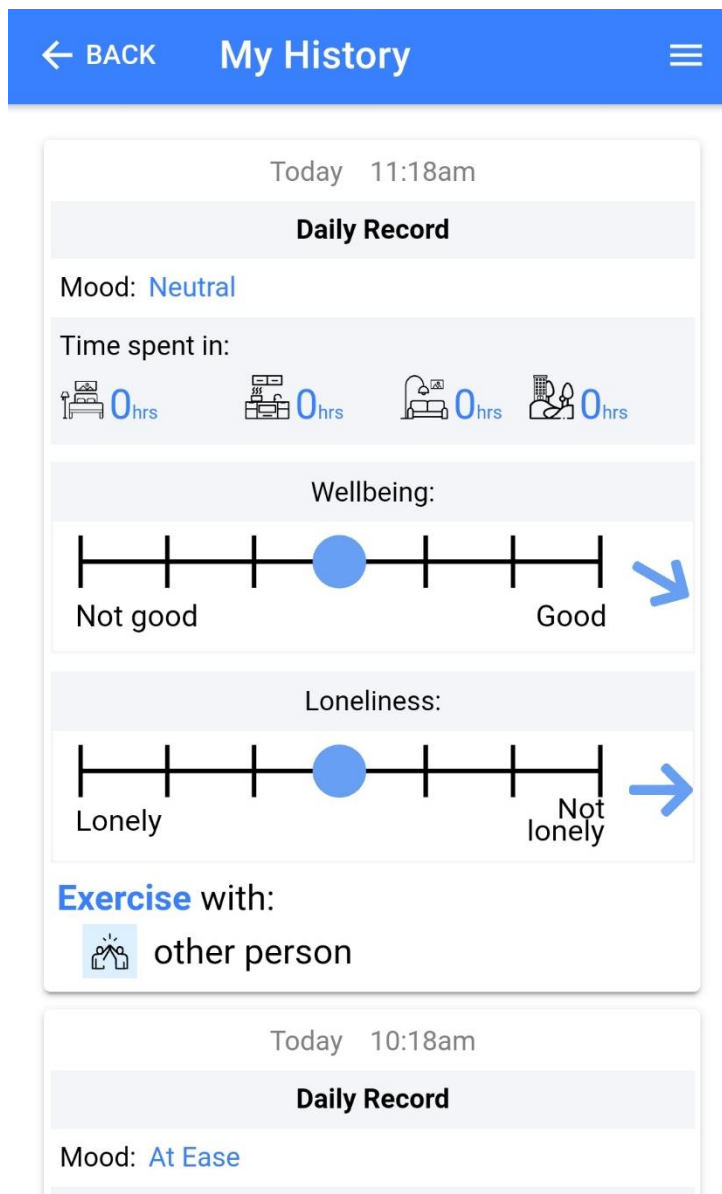 ← BACK My History
Today 11:18am
Daily Record
Mood: Neutral
Time spent in:
0hrs 0hrs 0hrs 0hrs
Wellbeing:
Not good Good
Loneliness:
Lonely Not
lonely
Exercise with:
other person
Today 10:18am
Daily Record
Mood: At Ease